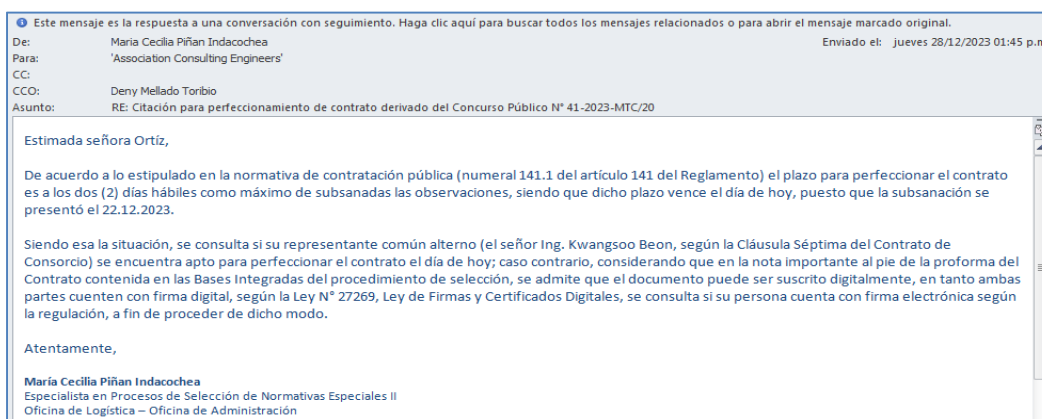 Este mensaje es la respuesta a una conversación con seguimiento. Haga clic aquí para buscar todos los mensajes relacionados o para abrir el mensaje marcado original.
De: Maria Cecilia Piñan Indacochea Enviado el: jueves 28/12/2023 01:45 p.m
Para: 'Association Consulting Engineers'
CC:
CCO: Deny Mellado Toribio
Asunto: RE: Citación para perfeccionamiento de contrato derivado del Concurso Público N° 41-2023-MTC/20
Estimada señora Ortíz,
De acuerdo a lo estipulado en la normativa de contratación pública (numeral 141.1 del artículo 141 del Reglamento) el plazo para perfeccionar el contrato
es a los dos (2) días hábiles como máximo de subsanadas las observaciones, siendo que dicho plazo vence el día de hoy, puesto que la subsanación se
presentó el 22.12.2023.
Siendo esa la situación, se consulta si su representante común alterno (el señor Ing. Kwangsoo Beon, según la Cláusula Séptima del Contrato de
Consorcio) se encuentra apto para perfeccionar el contrato el día de hoy; caso contrario, considerando que en la nota importante al pie de la proforma del
Contrato contenida en las Bases Integradas del procedimiento de selección, se admite que el documento puede ser suscrito digitalmente, en tanto ambas
partes cuenten con firma digital, según la Ley N° 27269, Ley de Firmas y Certificados Digitales, se consulta si su persona cuenta con firma electrónica según
la regulación, a fin de proceder de dicho modo.
Atentamente,
María Cecilia Piñan Indacochea
Especialista en Procesos de Selección de Normativas Especiales II
Oficina de Logística – Oficina de Administración